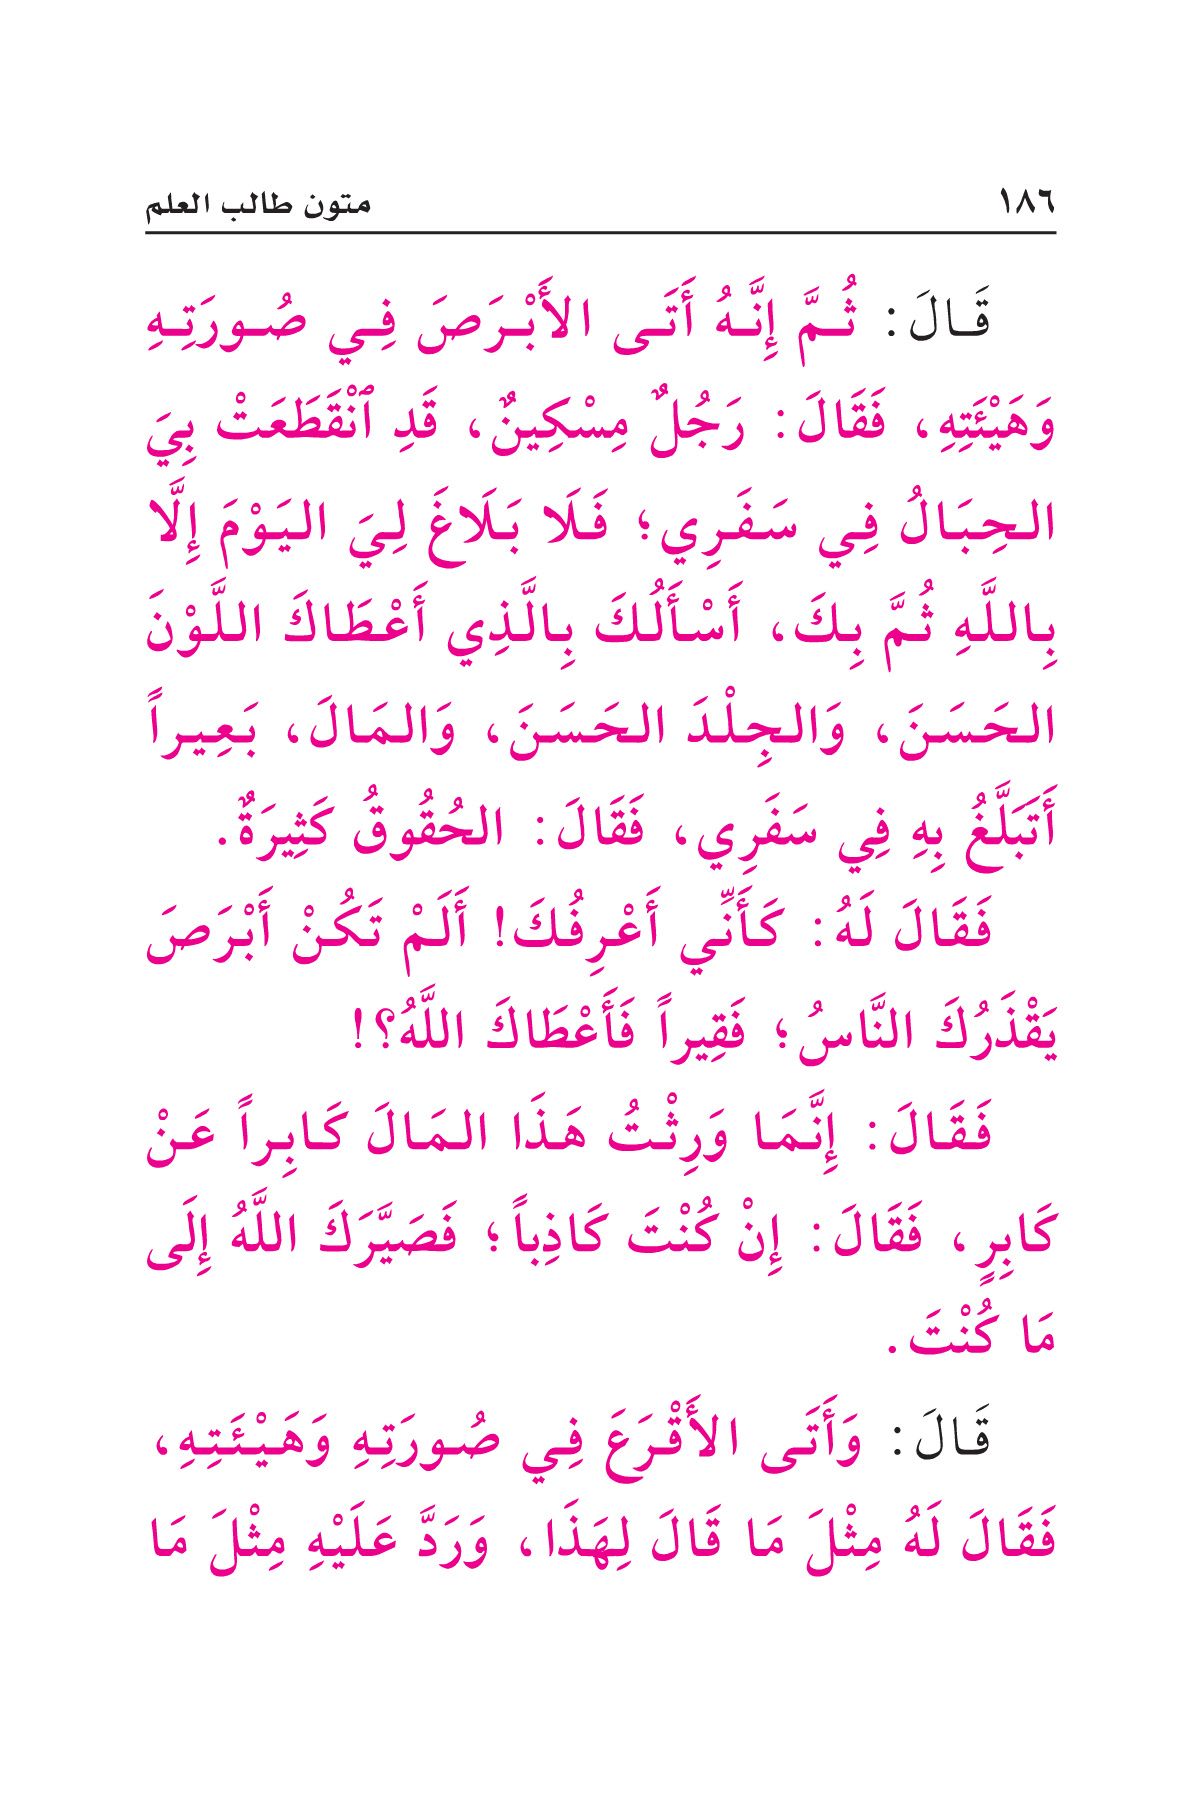 ١٨٦ متون طالب العلم
قَالَ: ثُمَّ إِنَّهُ أَتَى الأَبْرَصَ فِي صُورَتِهِ
وَهَيْئَتِهِ، فَقَالَ: رَجُلٌ مِسْكِينٌ، قَدِ ٱنْقَطَعَتْ بِيَ
الحِبَالُ فِي سَفَرِي؛ فَلَا بَلَاغَ لِيَ اليَوْمَ إِلَّا
بِاللَّهِ ثُمَّ بِكَ، أَسْأَلُكَ بِالَّذِي أَعْطَاكَ اللَّوْنَ
الحَسَنَ، وَالجِلْدَ الحَسَنَ، وَالمَالَ، بَعِيراً
أَتَبَلَّغُ بِهِ فِي سَفَرِي، فَقَالَ: الحُقُوقُ كَثِيرَةٌ.
فَقَالَ لَهُ: كَأَنِّي أَعْرِفُكَ! أَلَمْ تَكُنْ أَبْرَصَ
يَقْذَرُكَ النَّاسُ؛ فَقِيراً فَأَعْطَاكَ اللَّهُ؟!
فَقَالَ: إِنَّمَا وَرِثْتُ هَذَا المَالَ كَابِراً عَنْ
كَابِرٍ، فَقَالَ: إِنْ كُنْتَ كَاذِباً؛ فَصَيَّرَكَ اللَّهُ إِلَى
مَا كُنْتَ.
قَالَ: وَأَتَى الأَقْرَعَ فِي صُورَتِهِ وَهَيْئَتِهِ،
فَقَالَ لَهُ مِثْلَ مَا قَالَ لِهَذَا، وَرَدَّ عَلَيْهِ مِثْلَ مَا